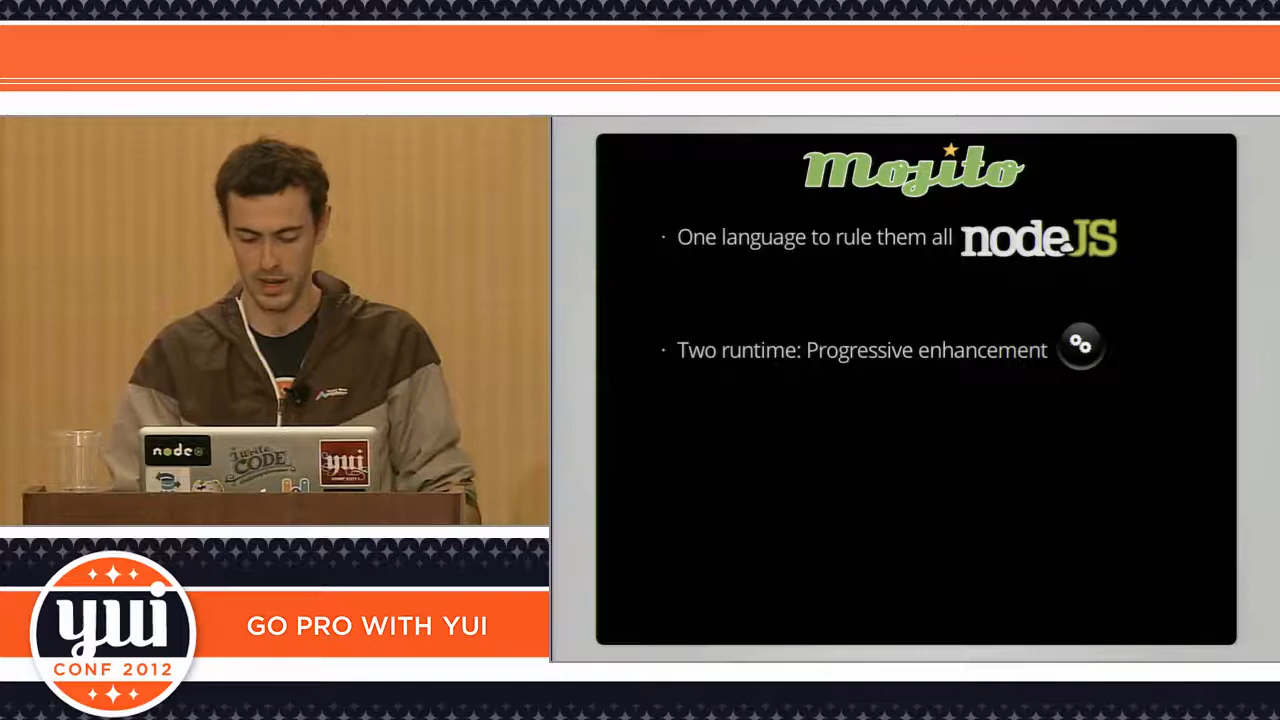 mojito
· One language to rule them all nodeJS
· Two runtime: Progressive enhancement
node
i write
CODE
yui
yui
CONF 2012
GO PRO WITH YUI